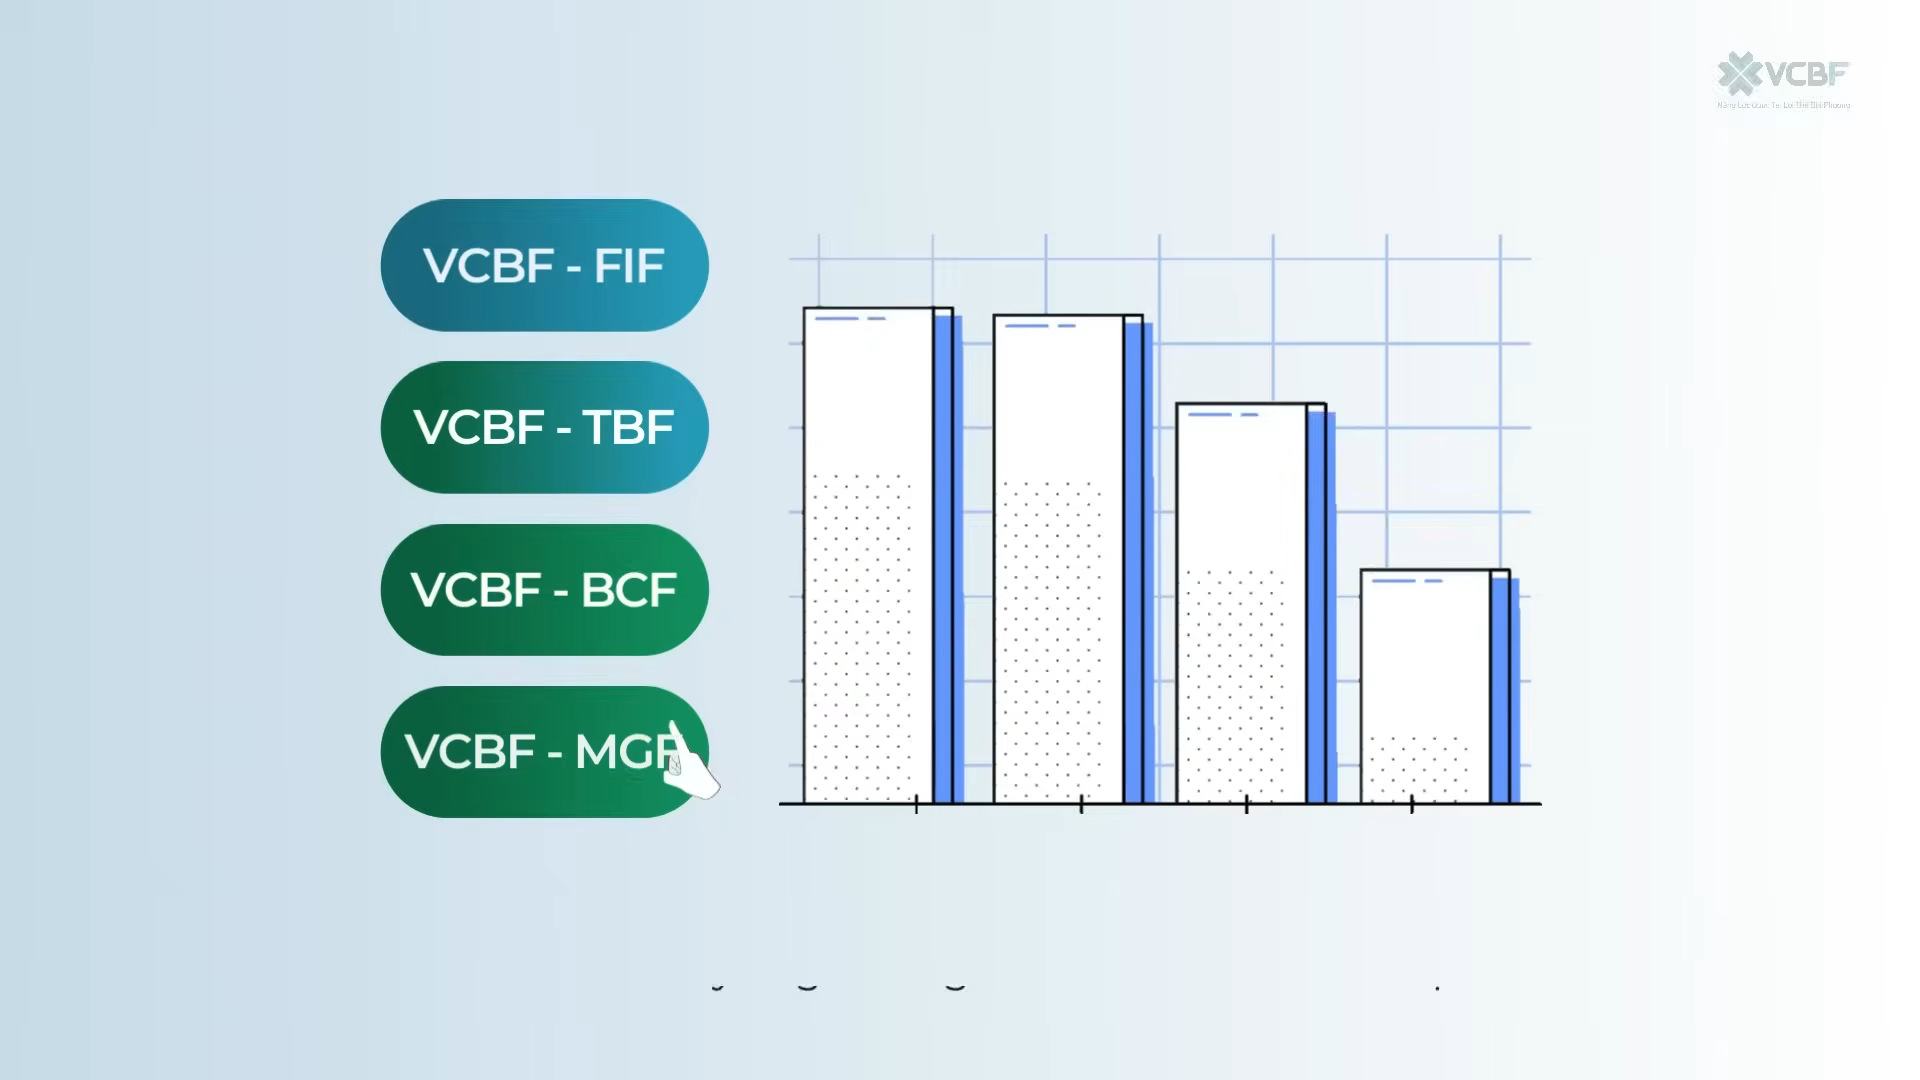 VCBF
VCBF - FIF
VCBF - TBF
VCBF - BCF
VCBF - MGF